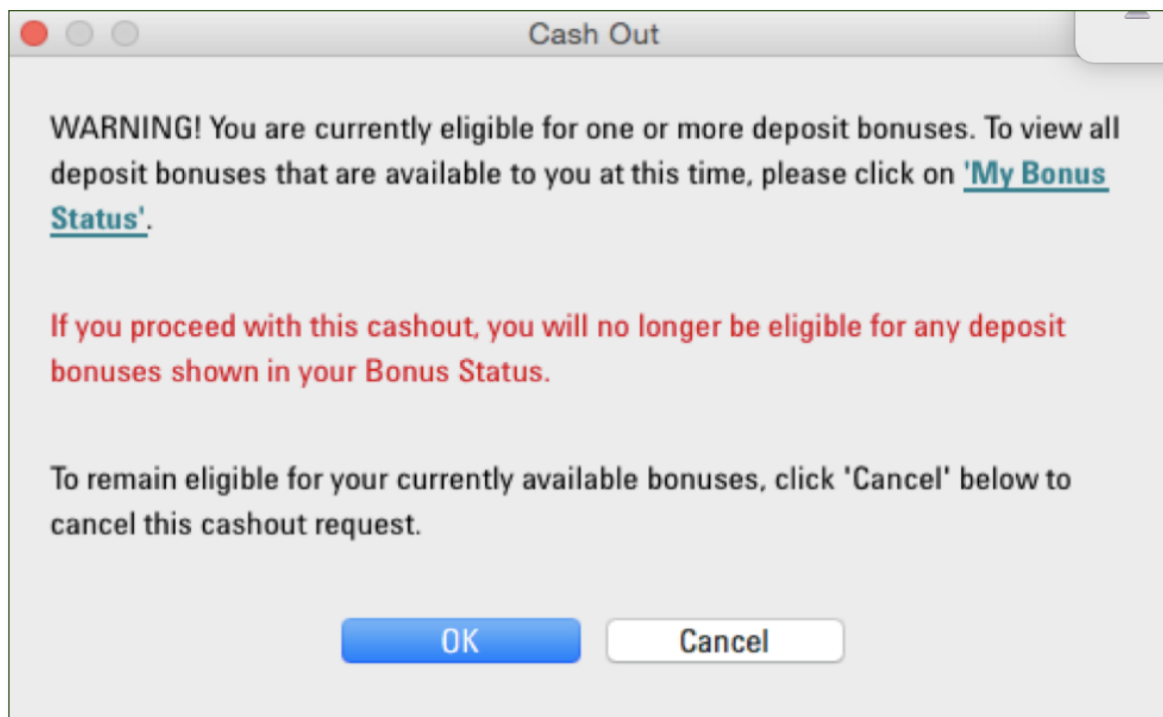 Cash Out
WARNING! You are currently eligible for one or more deposit bonuses. To view all
deposit bonuses that are available to you at this time, please click on 'My Bonus
Status'.
If you proceed with this cashout, you will no longer be eligible for any deposit
bonuses shown in your Bonus Status.
To remain eligible for your currently available bonuses, click 'Cancel' below to
cancel this cashout request.
OK Cancel